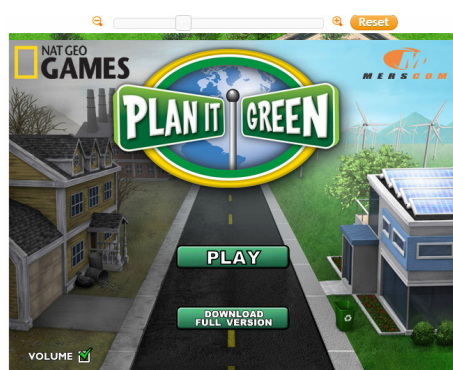 Reset
NAT GEO
GAMES
MERSCOM
PLAN IT GREEN
PLAY
DOWNLOAD
FULL VERSION
VOLUME